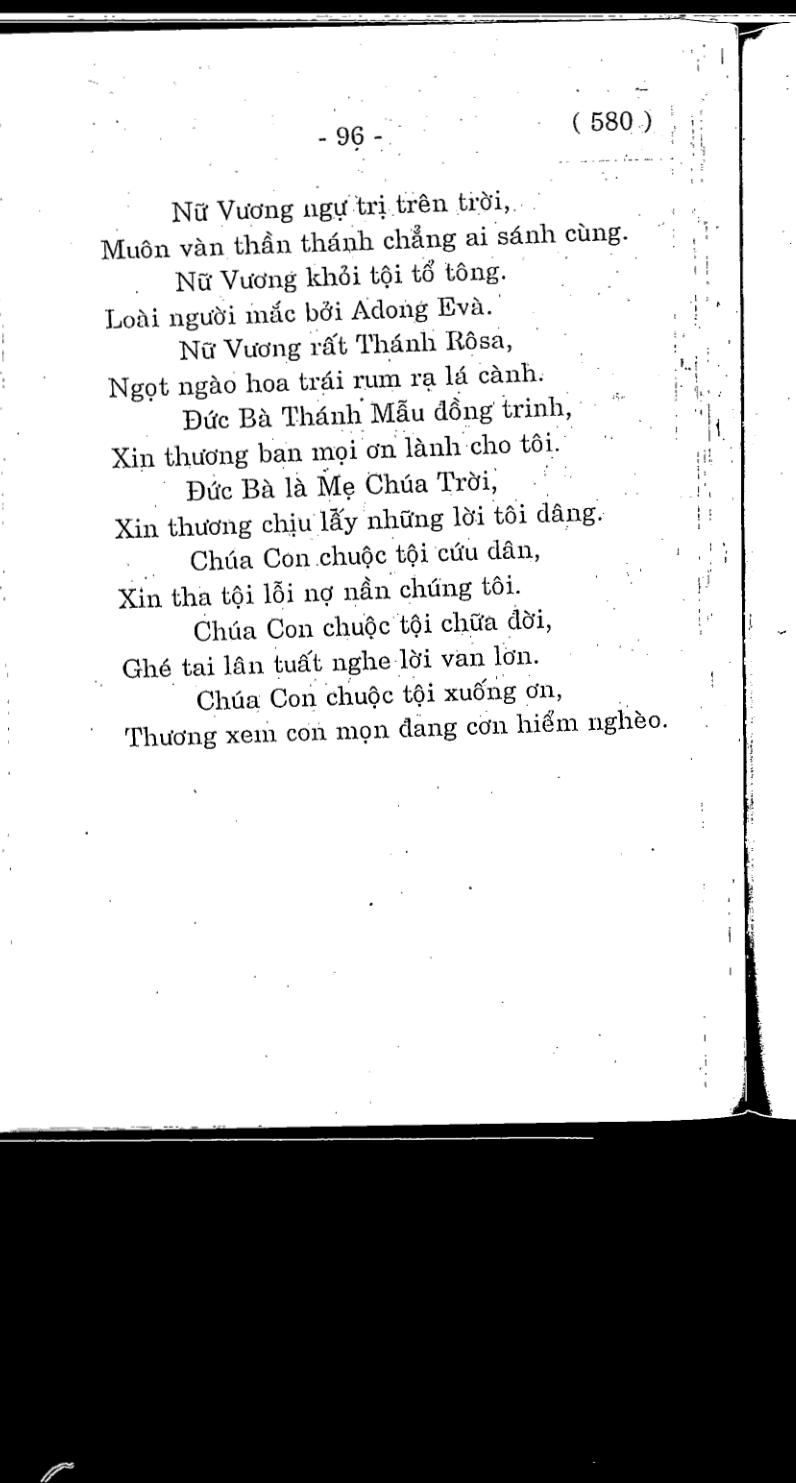 - 96 - ( 580 )
Nữ Vương ngự trị trên trời,
Muôn vàn thần thánh chẳng ai sánh cùng.
Nữ Vương khỏi tội tổ tông.
Loài người mắc bởi Adong Evà.
Nữ Vương rất Thánh Rôsa,
Ngọt ngào hoa trái rum rạ lá cành.
Đức Bà Thánh Mẫu đồng trinh,
Xin thương ban mọi ơn lành cho tôi.
Đức Bà là Mẹ Chúa Trời,
Xin thương chịu lấy những lời tôi dâng.
Chúa Con chuộc tội cứu dân,
Xin tha tội lỗi nợ nần chúng tôi.
Chúa Con chuộc tội chữa đời,
Ghé tai lân tuất nghe lời van lơn.
Chúa Con chuộc tội xuống ơn,
Thương xem con mọn đang cơn hiểm nghèo.